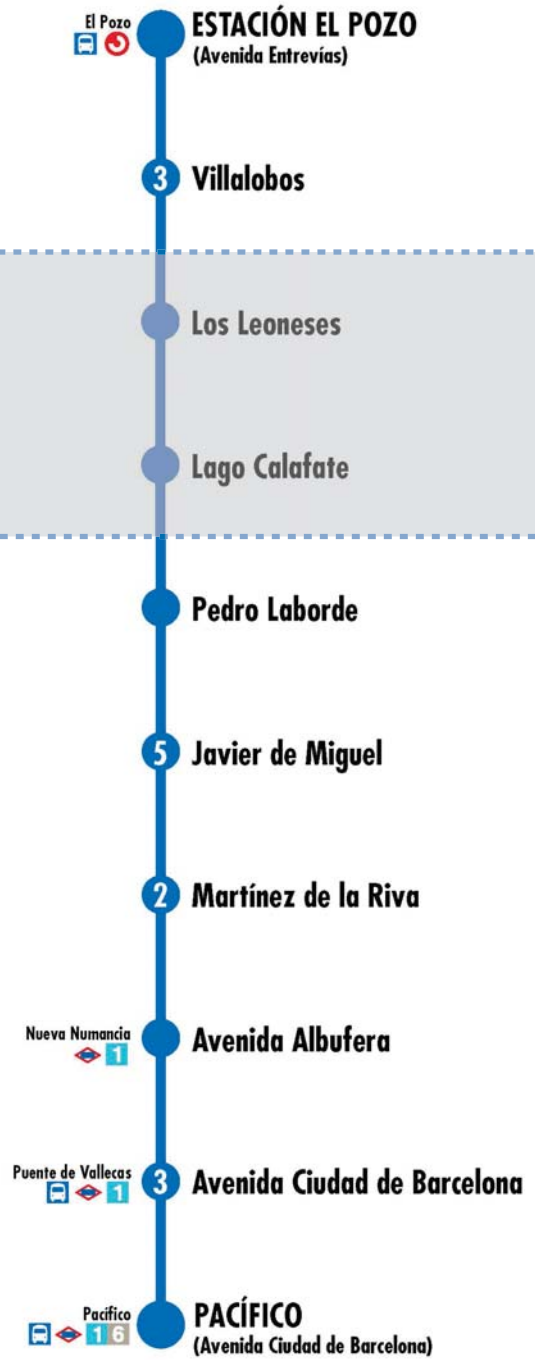 El Pozo
ESTACIÓN EL POZO
(Avenida Entrevías)
3 Villalobos
Los Leoneses
Lago Calafate
Pedro Laborde
5 Javier de Miguel
2 Martínez de la Riva
Nueva Numancia
1
Avenida Albufera
Puente de Vallecas
1
3 Avenida Ciudad de Barcelona
Pacífico
1 6
PACÍFICO
(Avenida Ciudad de Barcelona)